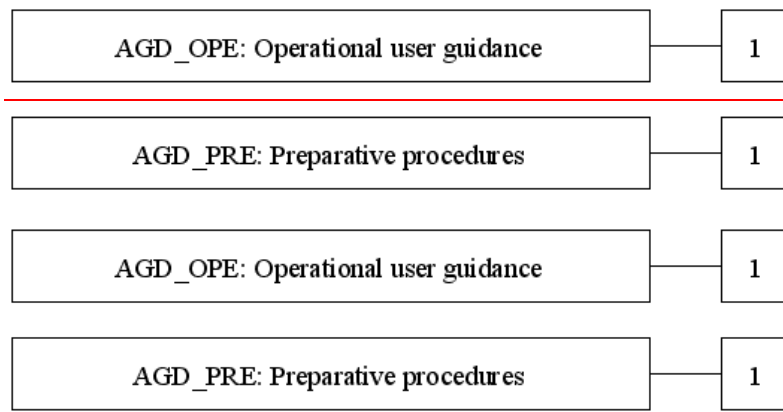 AGD_OPE: Operational user guidance 1
AGD_PRE: Preparative procedures 1
AGD_OPE: Operational user guidance 1
AGD_PRE: Preparative procedures 1